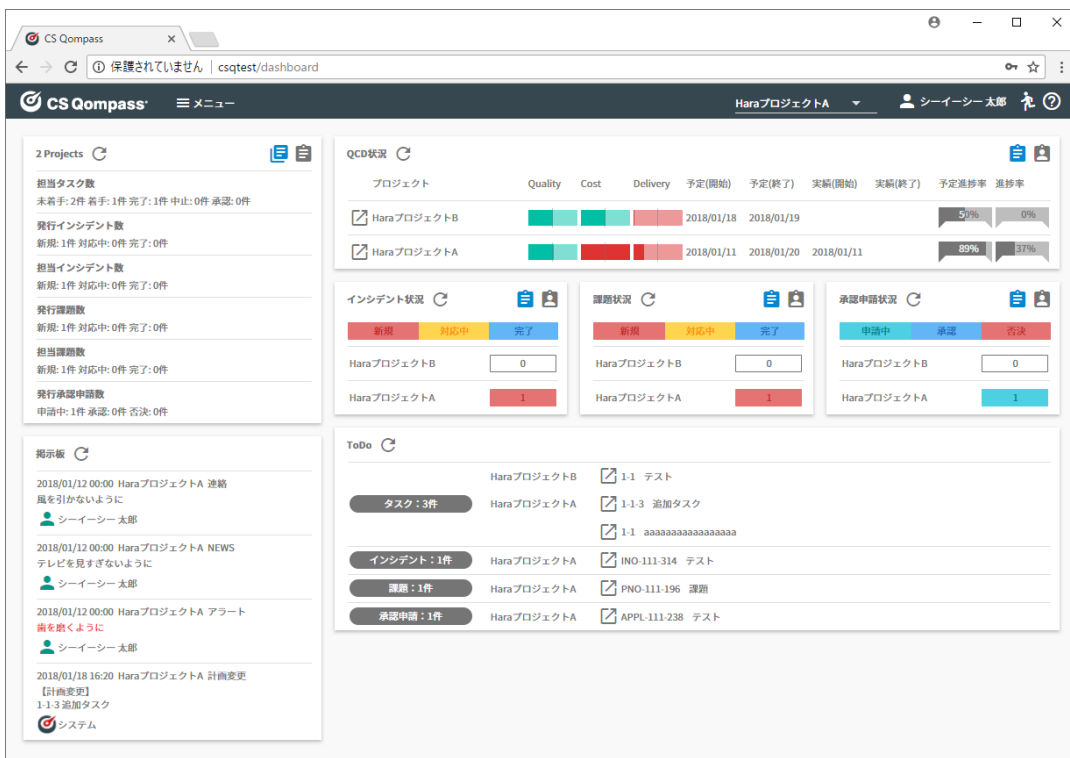 CS Qompass
保護されていません | csqtest/dashboard
CS Qompass メニュー HaraプロジェクトA シーイーシー 太郎
2 Projects
担当タスク数
未着手: 2件 着手: 1件 完了: 1件 中止: 0件 承認: 0件
発行インシデント数
新規: 1件 対応中: 0件 完了: 0件
担当インシデント数
新規: 1件 対応中: 0件 完了: 0件
発行課題数
新規: 1件 対応中: 0件 完了: 0件
担当課題数
新規: 1件 対応中: 0件 完了: 0件
発行承認申請数
申請中: 1件 承認: 0件 否決: 0件
掲示板
2018/01/12 00:00 HaraプロジェクトA 連絡
風を引かないように
シーイーシー 太郎
2018/01/12 00:00 HaraプロジェクトA NEWS
テレビを見すぎないように
シーイーシー 太郎
2018/01/12 00:00 HaraプロジェクトA アラート
歯を磨くように
シーイーシー 太郎
2018/01/18 16:20 HaraプロジェクトA 計画変更
【計画変更】
1-1-3 追加タスク
システム
QCD状況
プロジェクト Quality Cost Delivery 予定(開始) 予定(終了) 実績(開始) 実績(終了) 予定進捗率 進捗率
HaraプロジェクトB 2018/01/18 2018/01/19 50% 0%
HaraプロジェクトA 2018/01/11 2018/01/20 2018/01/11 89% 37%
インシデント状況
新規 対応中 完了
HaraプロジェクトB 0
HaraプロジェクトA 1
課題状況
新規 対応中 完了
HaraプロジェクトB 0
HaraプロジェクトA 1
承認申請状況
申請中 承認 否決
HaraプロジェクトB 0
HaraプロジェクトA 1
ToDo
HaraプロジェクトB 1-1 テスト
タスク：3件 HaraプロジェクトA 1-1-3 追加タスク
1-1 aaaaaaaaaaaaaaaaa
インシデント：1件 HaraプロジェクトA INO-111-314 テスト
課題：1件 HaraプロジェクトA PNO-111-196 課題
承認申請：1件 HaraプロジェクトA APPL-111-238 テスト